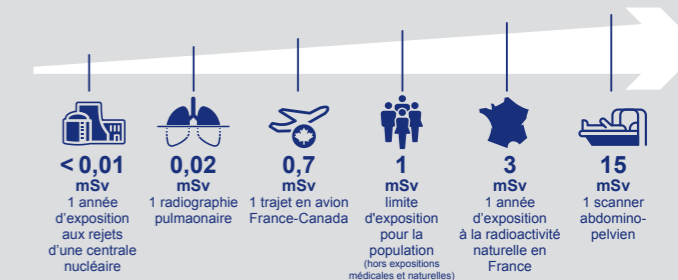 < 0,01
mSv
1 année
d'exposition
aux rejets
d'une centrale
nucléaire
0,02
mSv
1 radiographie
pulmaonaire
0,7
mSv
1 trajet en avion
France-Canada
1
mSv
limite
d'exposition
pour la
population
(hors expositions
médicales et naturelles)
3
mSv
1 année
d'exposition
à la radioactivité
naturelle en
France
15
mSv
1 scanner
abdomino-
pelvien